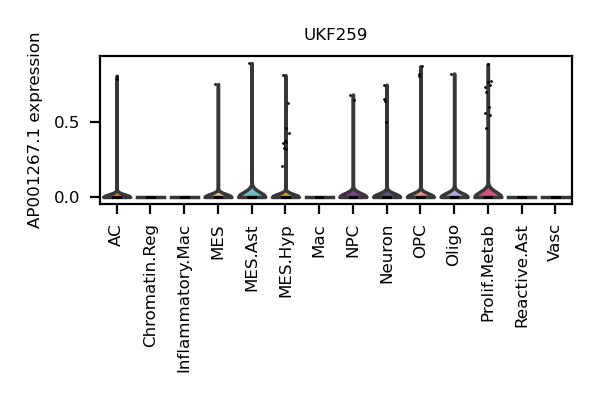 UKF259
AP001267.1 expression
0.5
0.0
AC
Chromatin.Reg
Inflammatory.Mac
MES
MES.Ast
MES.Hyp
Mac
NPC
Neuron
OPC
Oligo
Prolif.Metab
Reactive.Ast
Vasc